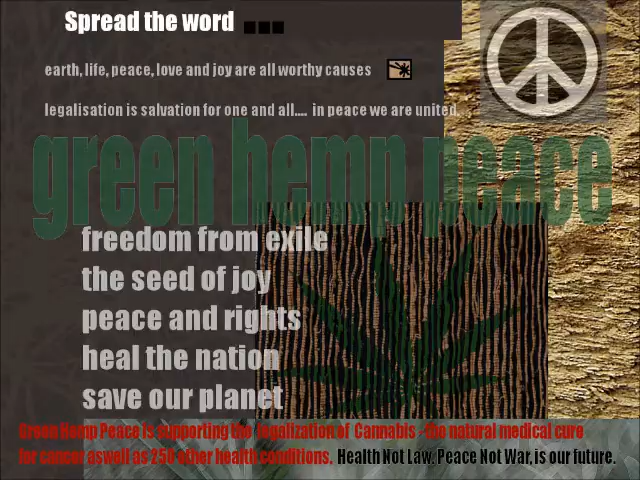 Spread the word ...
earth, life, peace, love and joy are all worthy causes
legalisation is salvation for one and all.... in peace we are united.
green hemp peace
freedom from exile
the seed of joy
peace and rights
heal the nation
save our planet
Green Hemp Peace is supporting the legalization of Cannabis - the natural medical cure
for cancer aswell as 250 other health conditions. Health Not Law, Peace Not War, is our future.